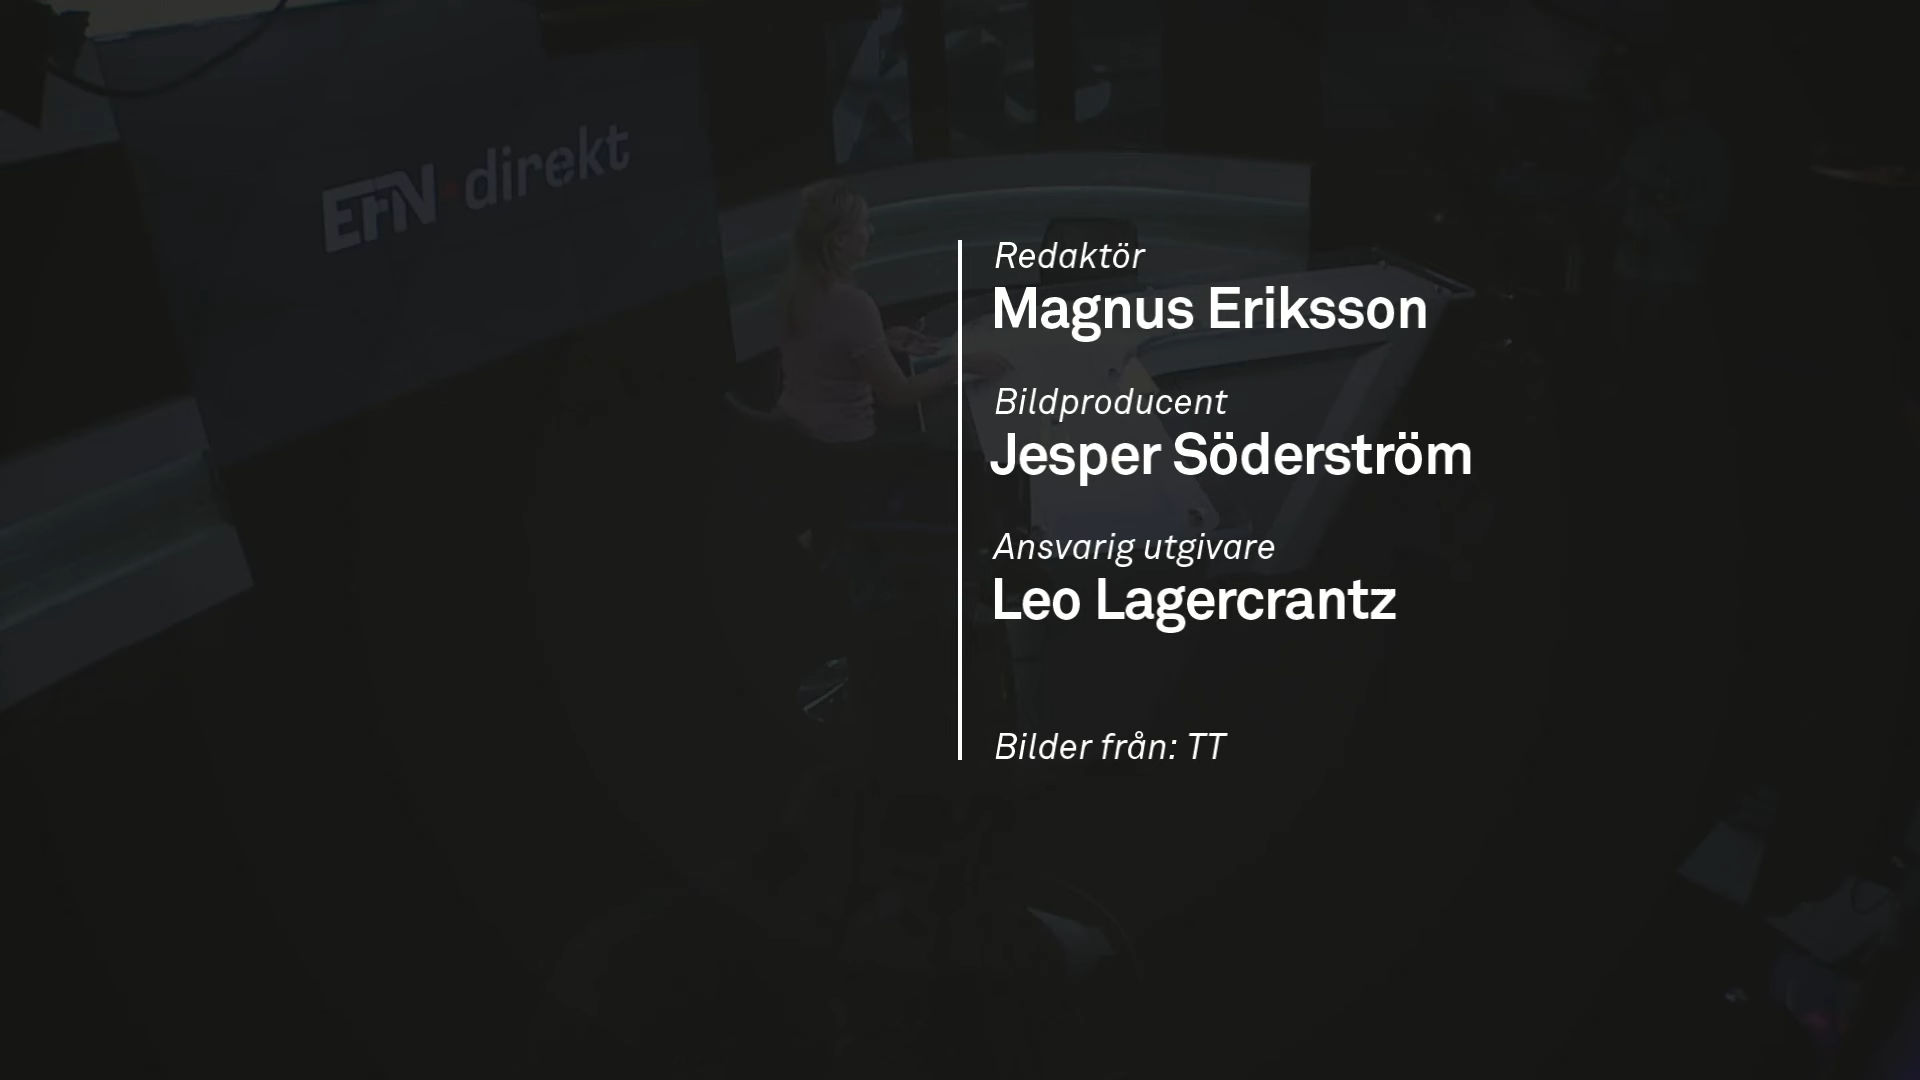 EFN direkt
Redaktör
Magnus Eriksson
Bildproducent
Jesper Söderström
Ansvarig utgivare
Leo Lagercrantz
Bilder från: TT